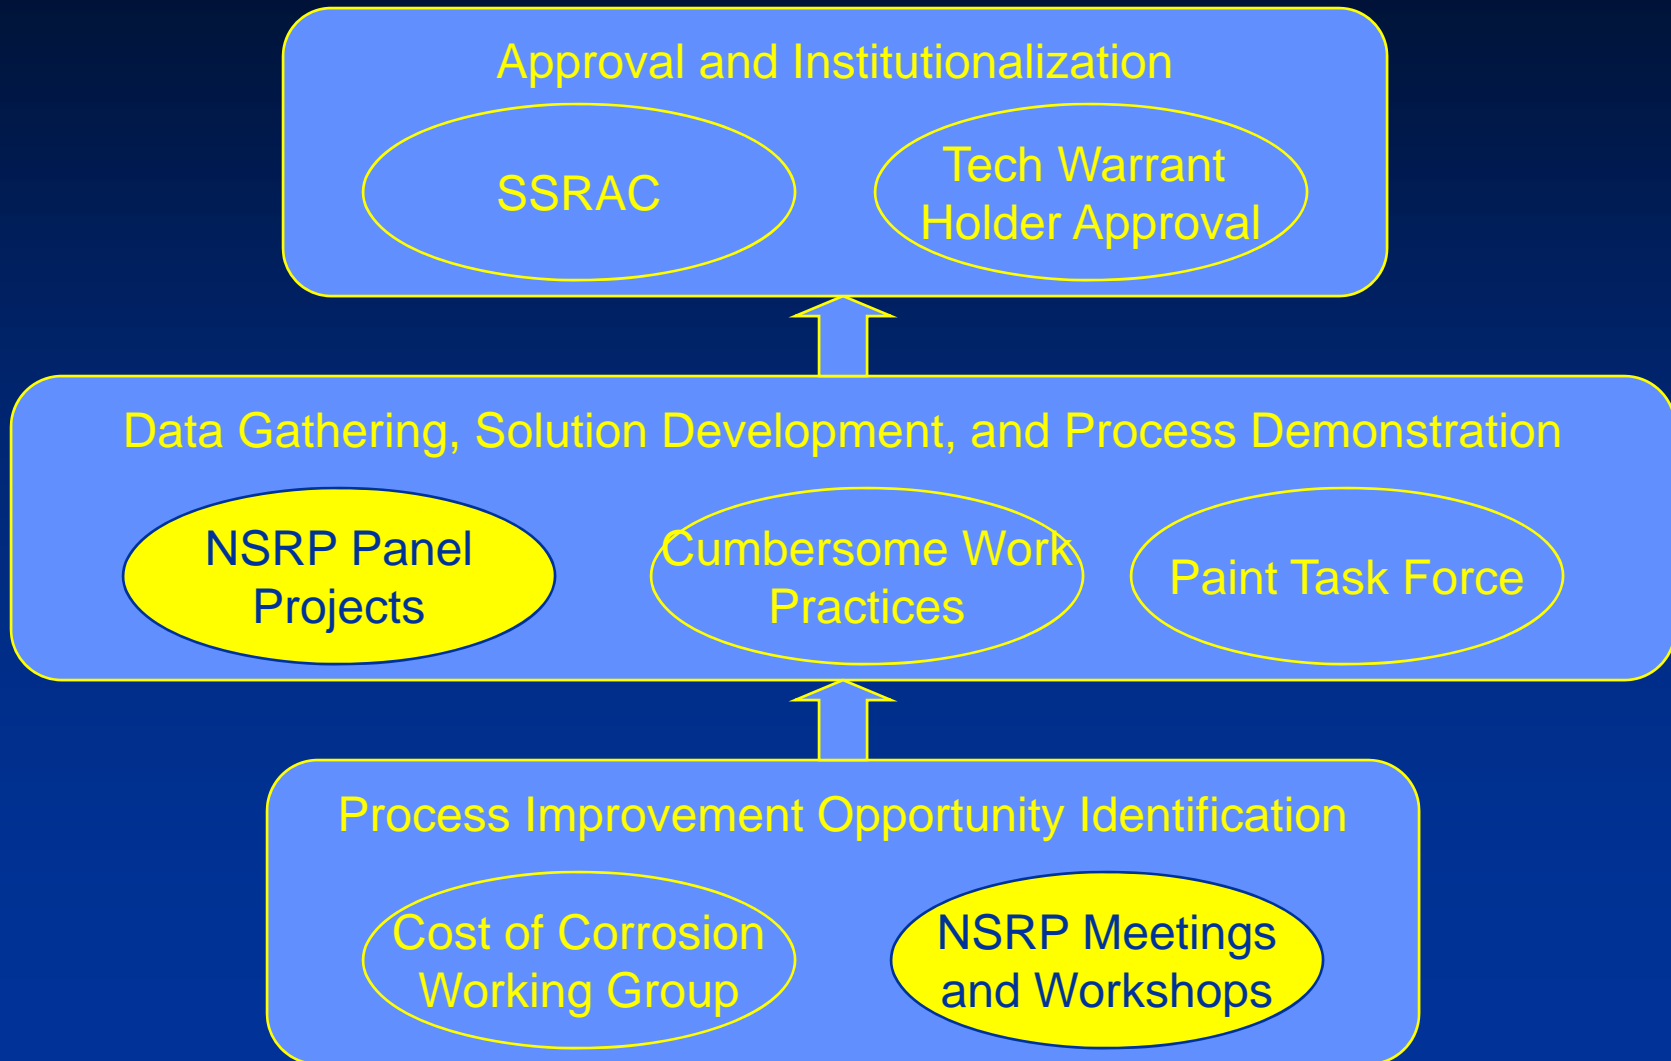 Approval and Institutionalization
SSRAC
Tech Warrant
Holder Approval
Data Gathering, Solution Development, and Process Demonstration
NSRP Panel
Projects
Cumbersome Work
Practices
Paint Task Force
Process Improvement Opportunity Identification
Cost of Corrosion
Working Group
NSRP Meetings
and Workshops